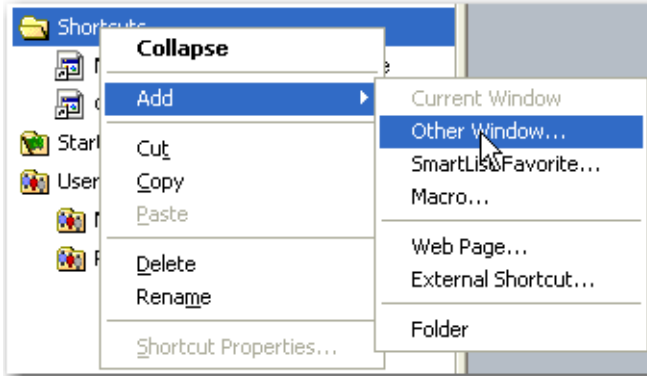 Shortcuts
Collapse
Add
Current Window
Other Window...
SmartList Favorite...
Cut
Macro...
User
Copy
Paste
Web Page...
Delete
External Shortcut...
Rename
Folder
Shortcut Properties...